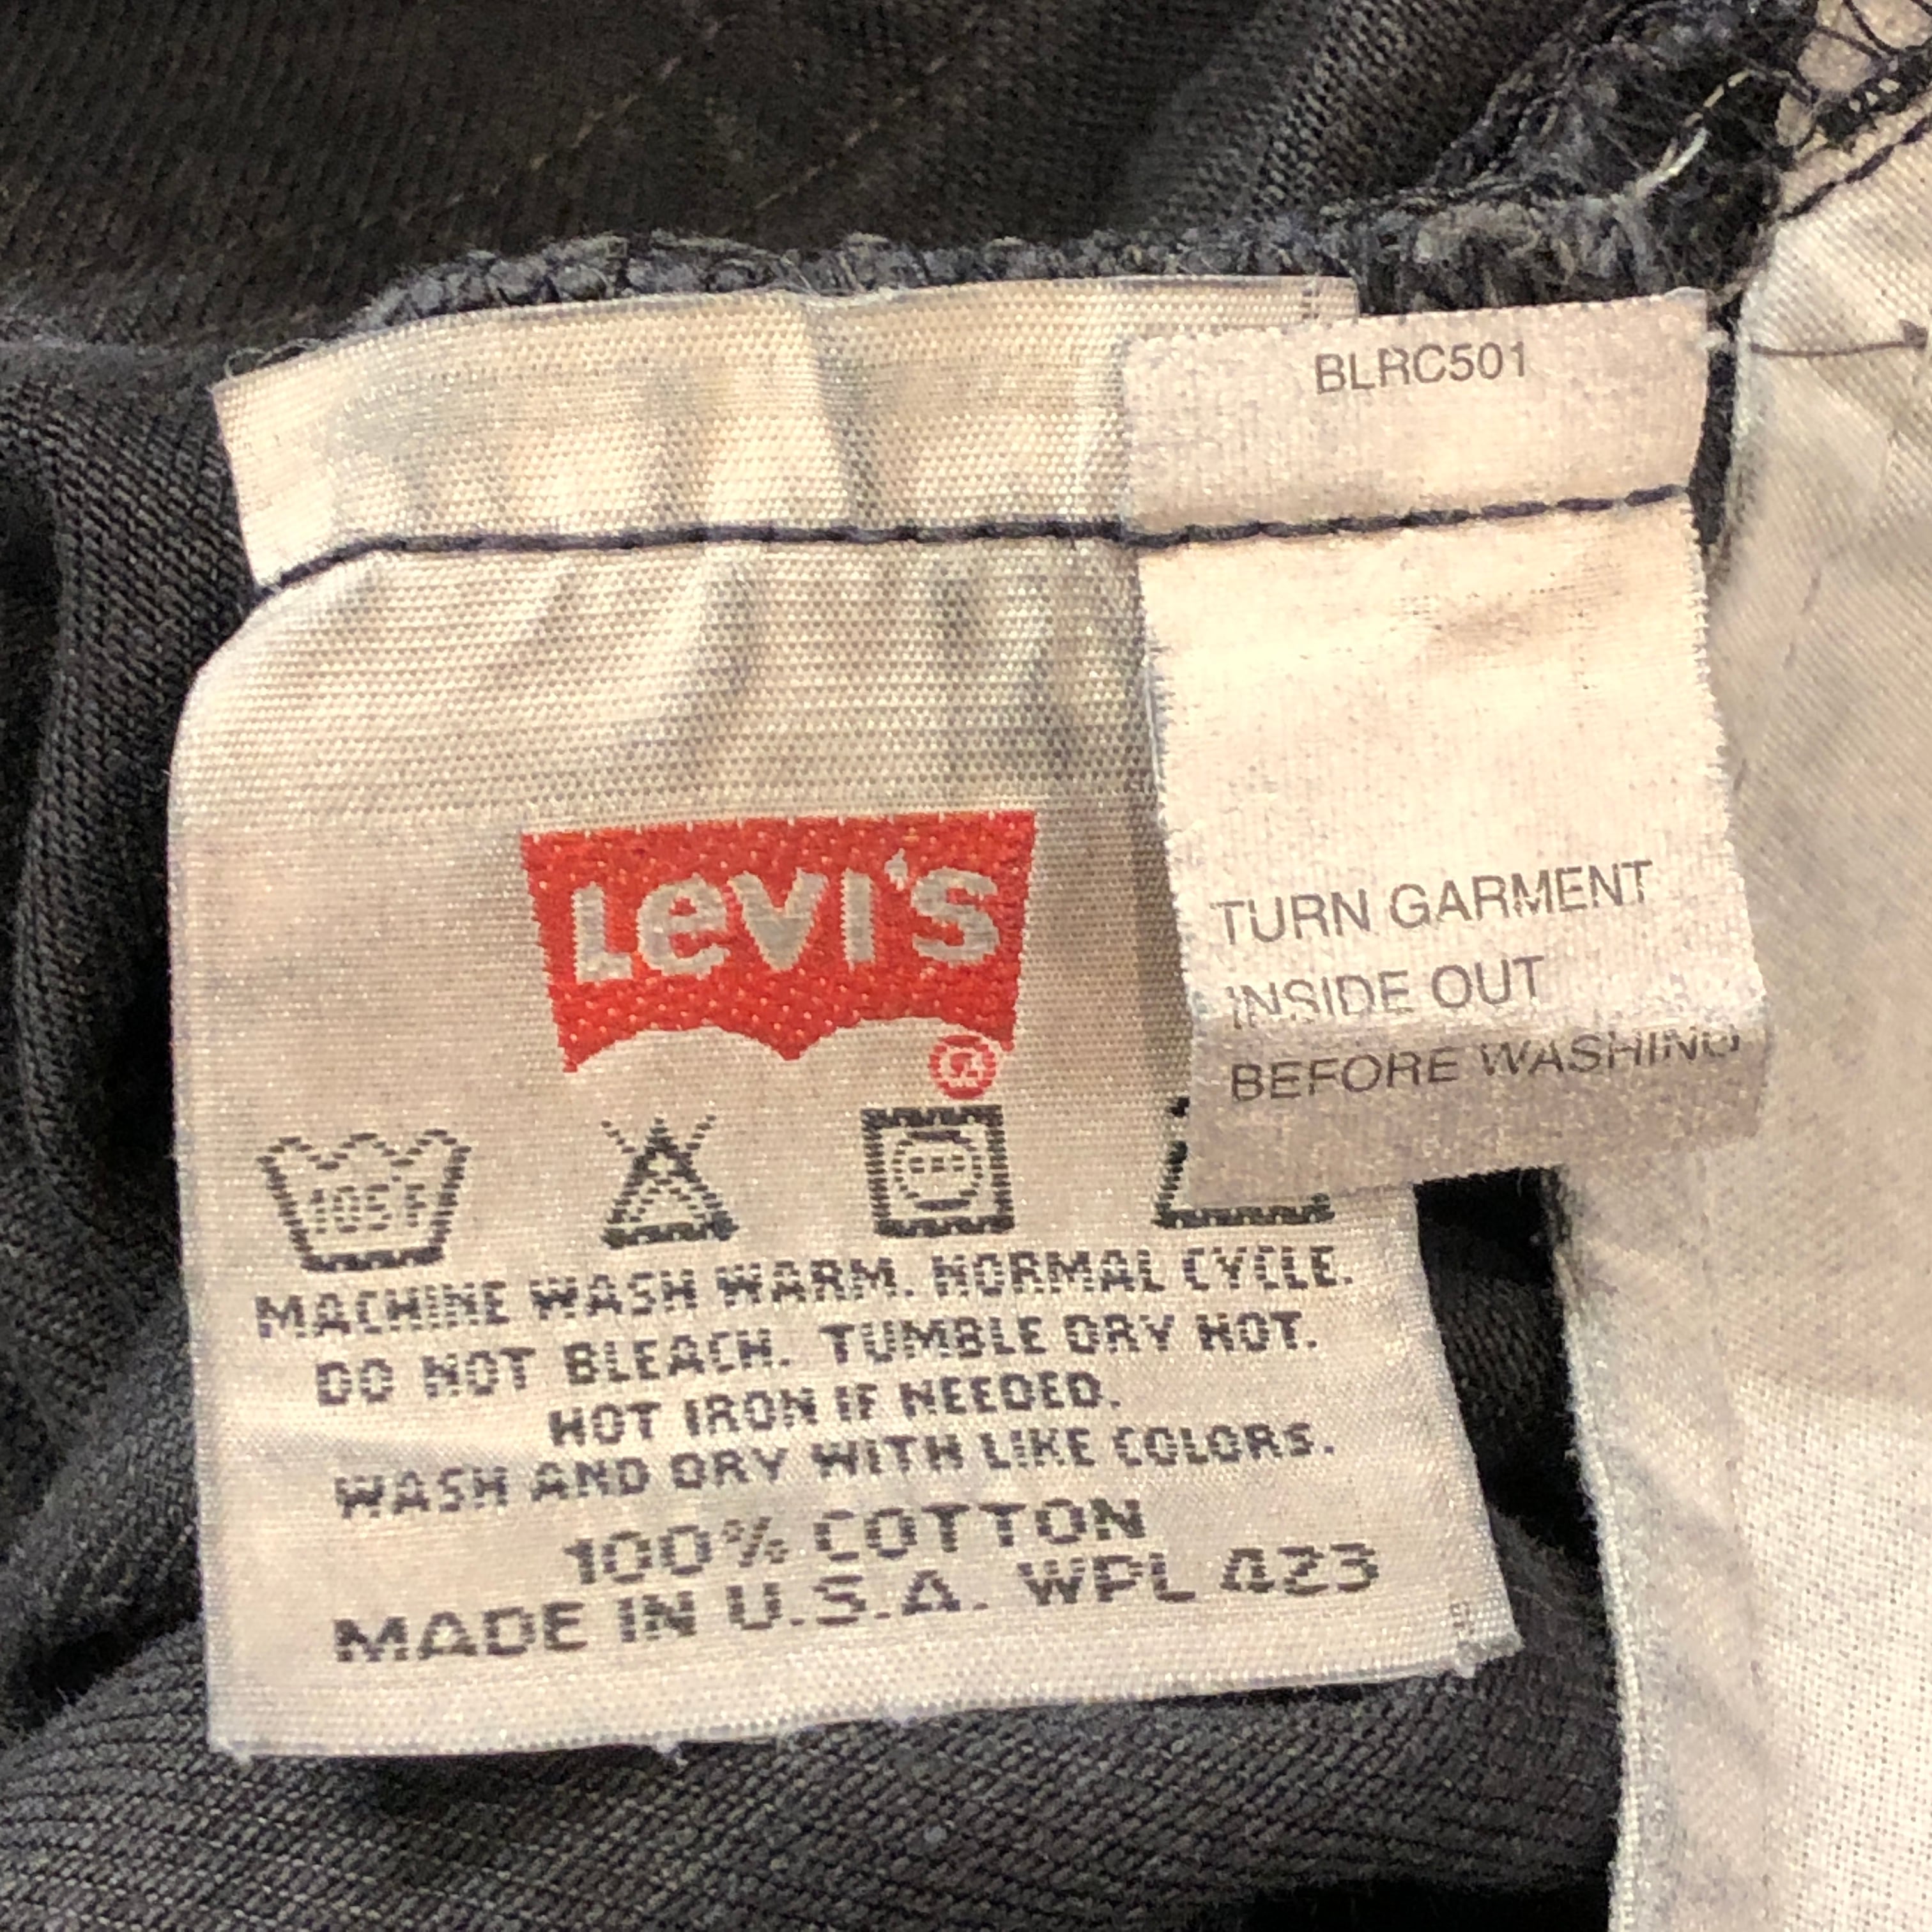 BLRC501
TURN GARMENT
INSIDE OUT
BEFORE WASHING
LEVI'S
®
105°F
MACHINE WASH WARM. NORMAL CYCLE.
DO NOT BLEACH. TUMBLE DRY HOT.
HOT IRON IF NEEDED.
WASH AND DRY WITH LIKE COLORS.
100% COTTON
MADE IN U.S.A. WPL 423